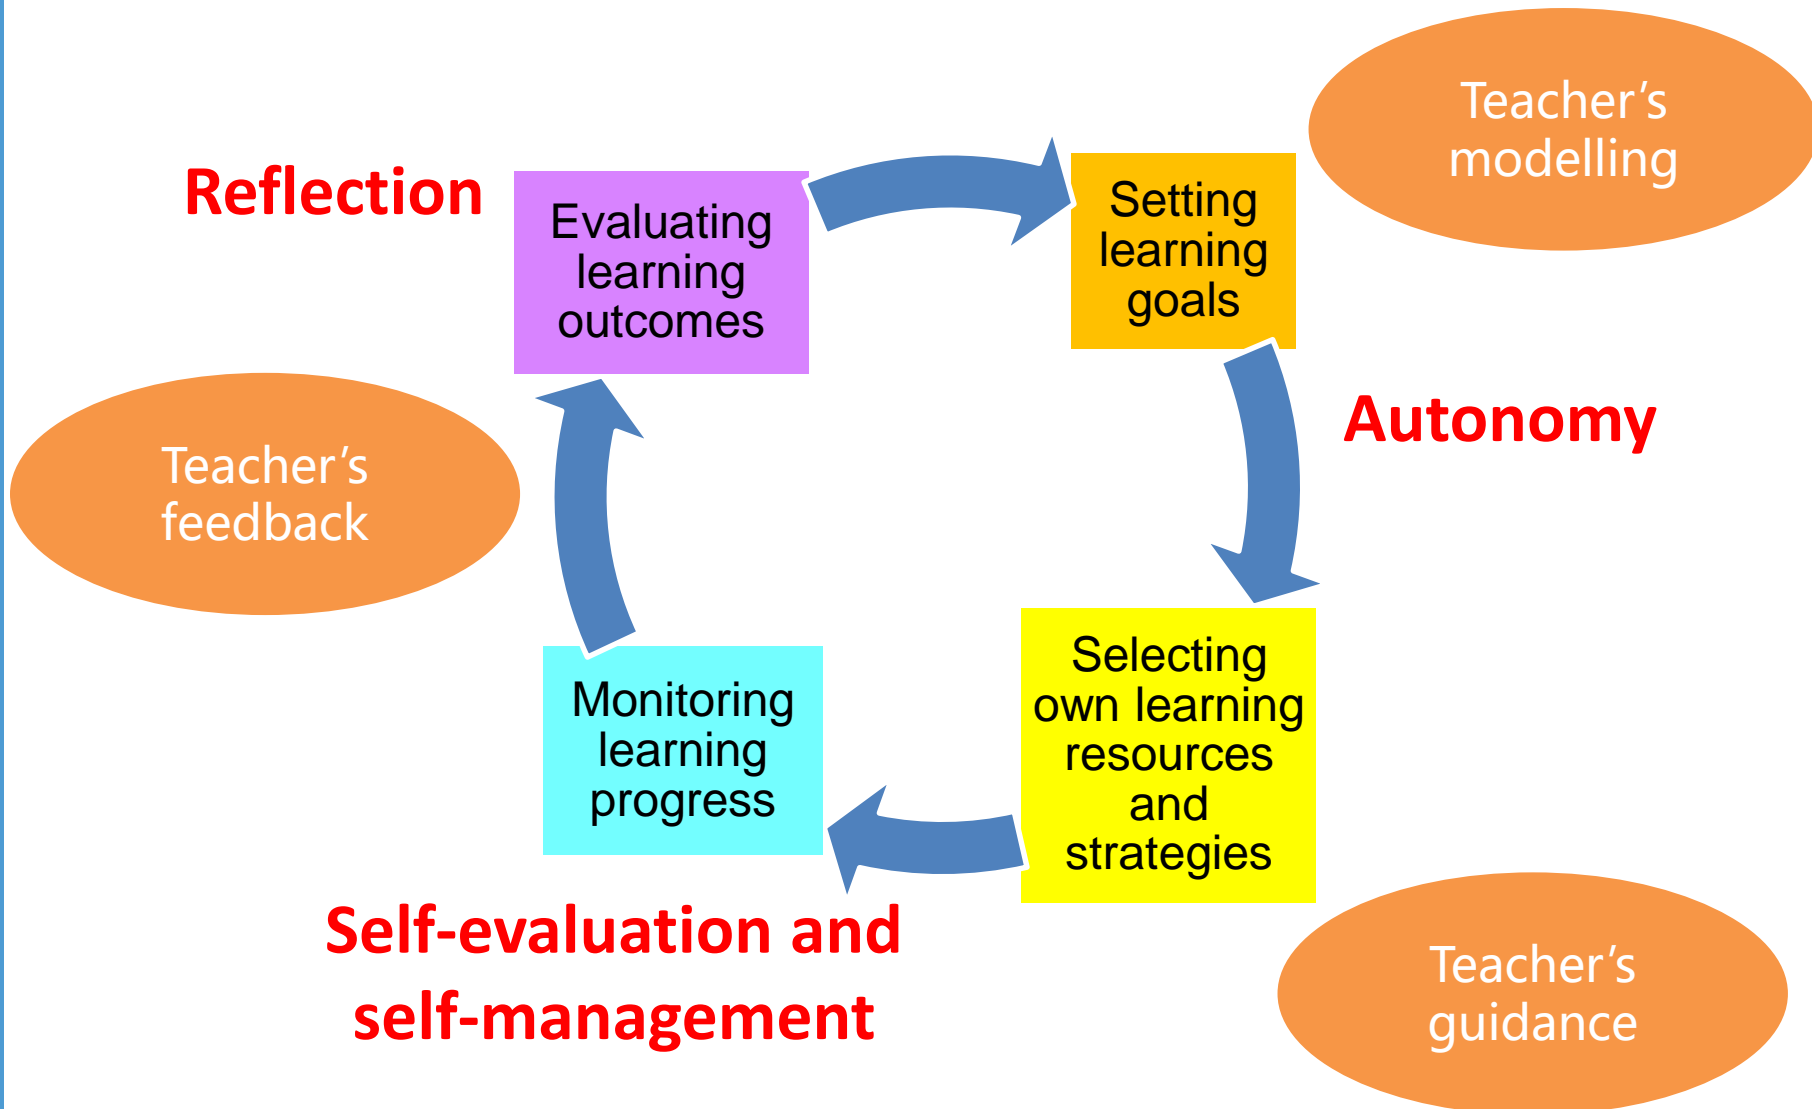 Teacher’s
modelling
Reflection
Evaluating
learning
outcomes
Setting
learning
goals
Autonomy
Teacher’s
feedback
Selecting
own learning
resources
and
strategies
Monitoring
learning
progress
Self-evaluation and
self-management
Teacher’s
guidance